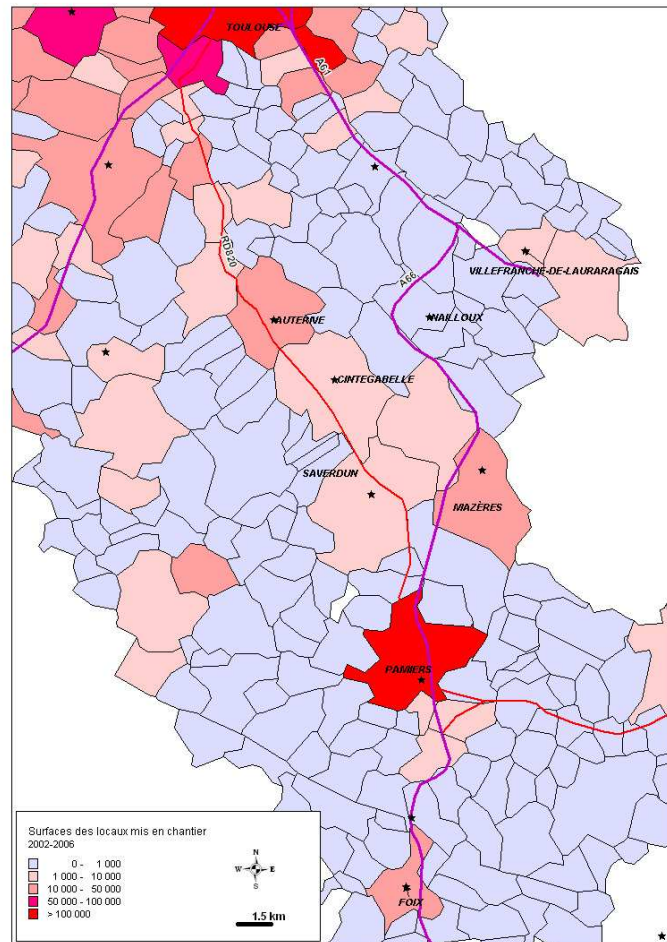 TOULOUSE
A61
RD820
VILLEFRANCHE-DE-LAURARAGAIS
A66
NAILLOUX
AUTERIVE
CINTEGABELLE
SAVERDUN
MAZÈRES
PAMIERS
FOIX
Surfaces des locaux mis en chantier
2002-2006
0 - 1 000
1 000 - 10 000
10 000 - 50 000
50 000 - 100 000
> 100 000
N
W E
S
1.5 km